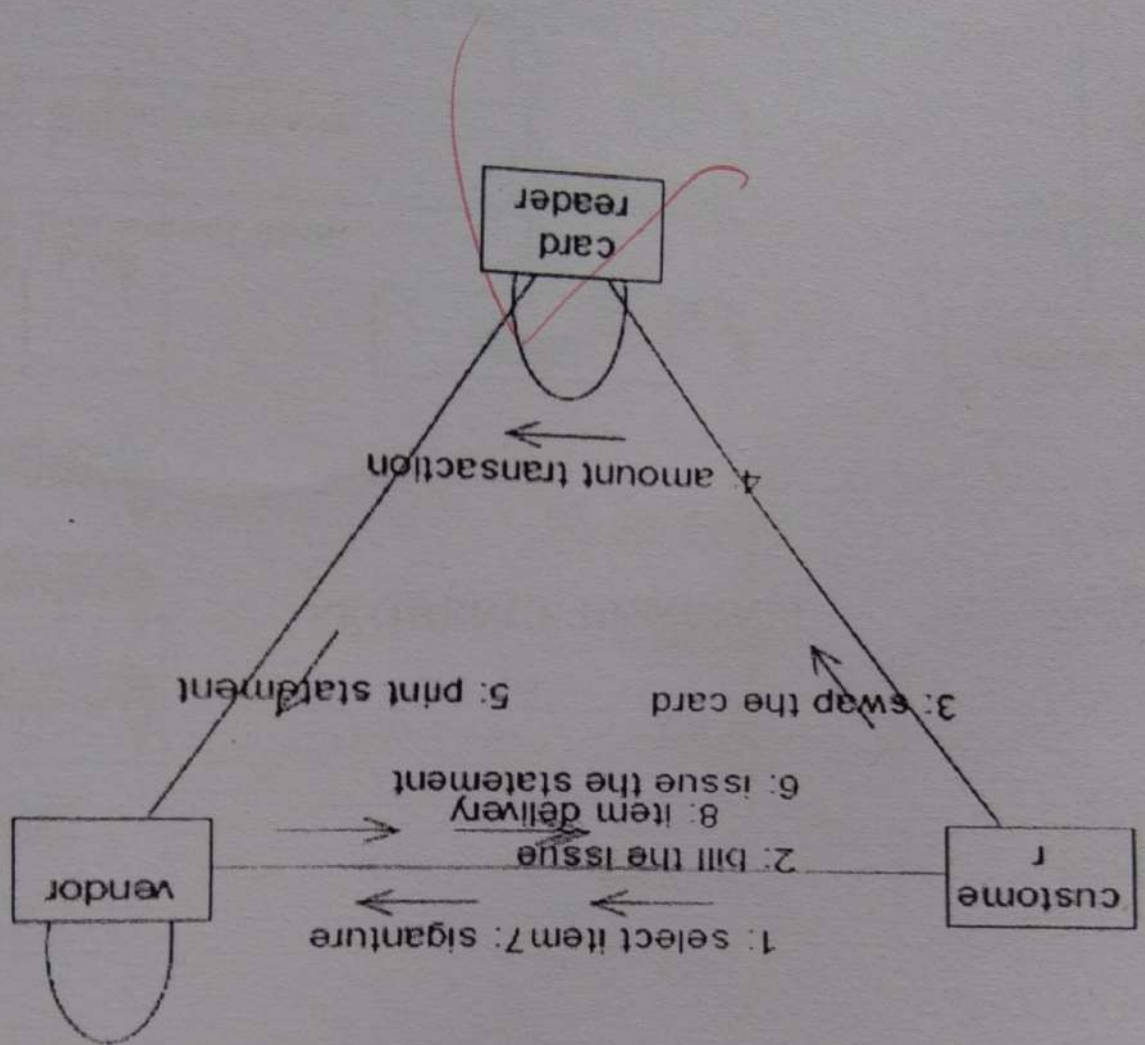 1: select item 7: siganture
custome
r
vendor
2: bill the issue
8: item delivery
6: issue the statement
3: swap the card
5: print statement
4: amount transaction
card
reader